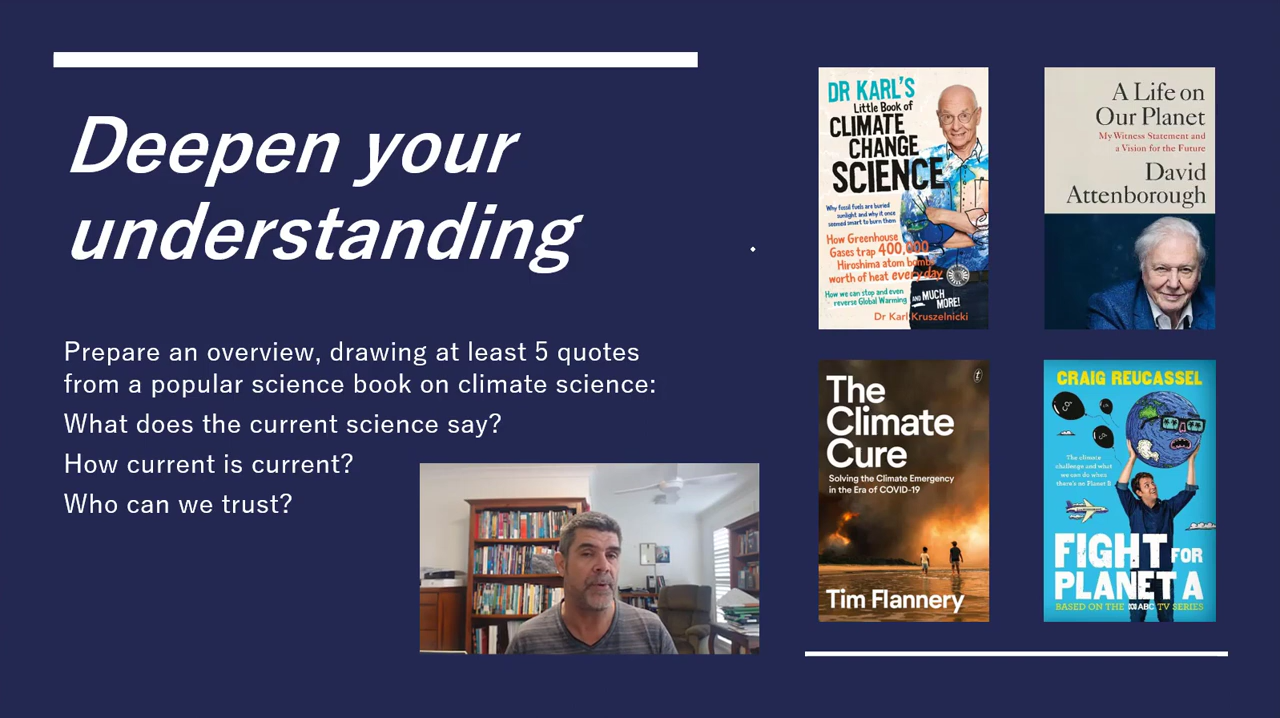 Deepen your
understanding
Prepare an overview, drawing at least 5 quotes
from a popular science book on climate science:
What does the current science say?
How current is current?
Who can we trust?
DR KARL'S
Little Book of
CLIMATE
CHANGE
SCIENCE
Why fossil fuels are buried
sunlight and why it once
seemed smart to burn them
How Greenhouse
Gases trap 400,000
Hiroshima atom bombs
worth of heat every day
How we can stop and even
reverse Global Warming
AND MUCH
MORE!
Dr Karl Kruszelnicki
A Life on
Our Planet
My Witness Statement and
a Vision for the Future
David
Attenborough
The
Climate
Cure
Solving the Climate Emergency
in the Era of COVID-19
Tim Flannery
t
CRAIG REUCASSEL
The climate
challenge and what
we can do when
there's no Planet B
FIGHT FOR
PLANET A
BASED ON THE ABC TV SERIES